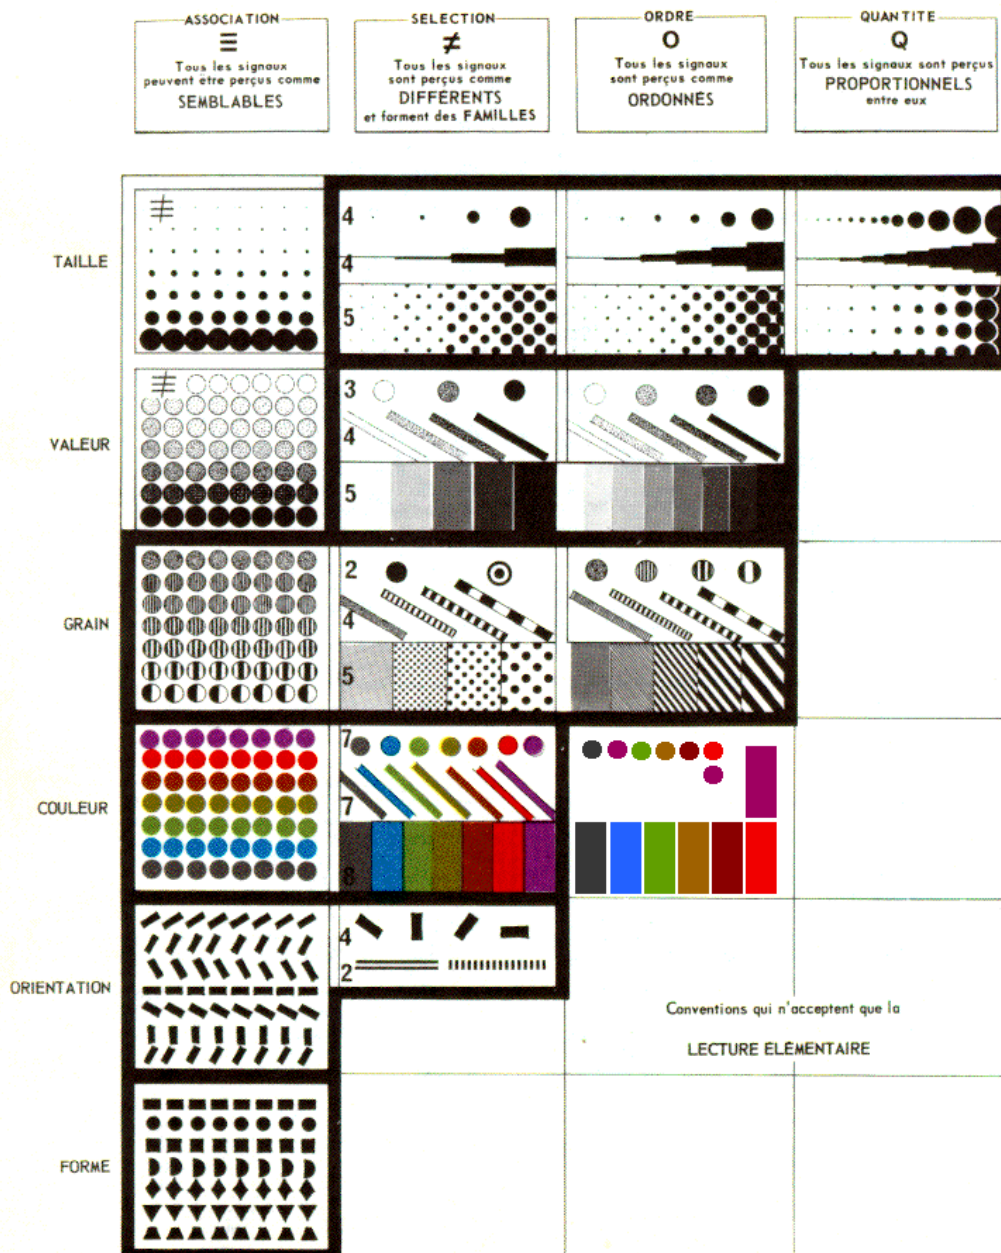 ASSOCIATION
≡
Tous les signaux
peuvent être perçus comme
SEMBLABLES
SELECTION
≠
Tous les signaux
sont perçus comme
DIFFÉRENTS
et forment des FAMILLES
ORDRE
O
Tous les signaux
sont perçus comme
ORDONNÉS
QUANTITE
Q
Tous les signaux sont perçus
PROPORTIONNELS
entre eux
TAILLE
≢
4
4
5
VALEUR
≢
3
4
5
GRAIN
2
4
5
COULEUR
7
7
8
ORIENTATION
4
2
Conventions qui n'acceptent que la
LECTURE ÉLÉMENTAIRE
FORME